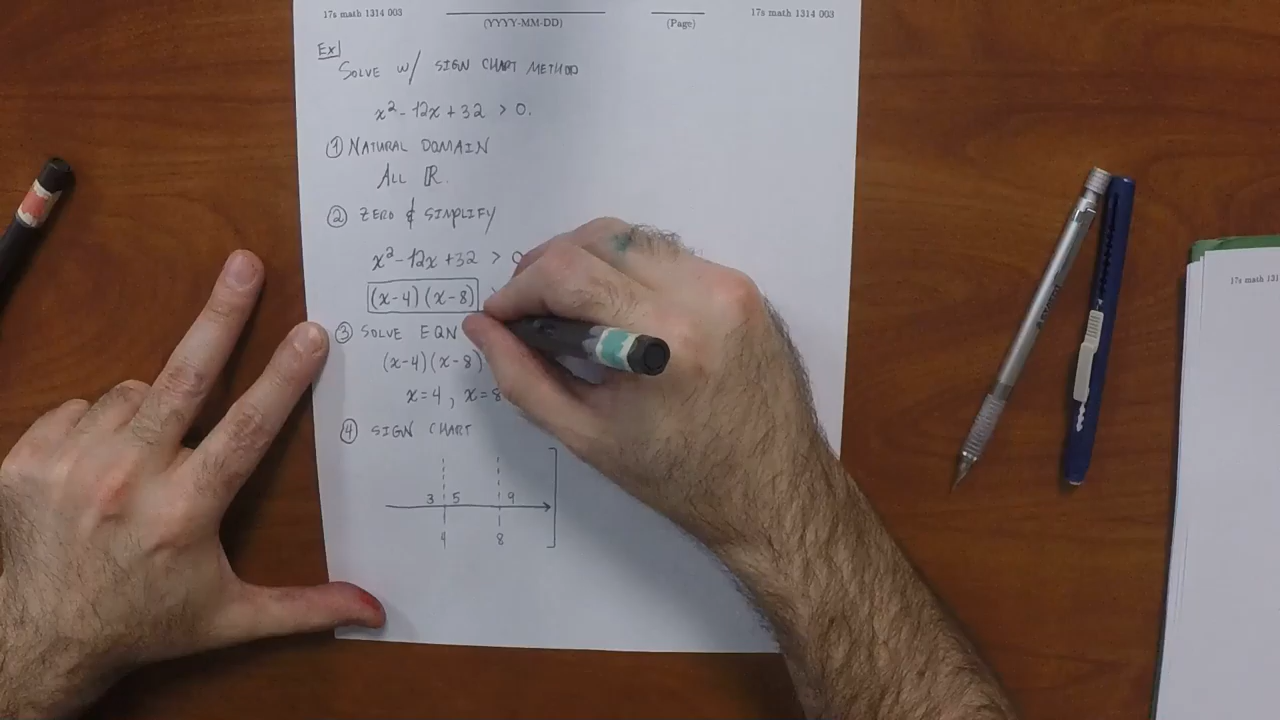 17s math 1314 003 (YYYY-MM-DD) (Page) 17s math 1314 003
Ex
SOLVE W/ SIGN CHART METHOD
x² - 12x + 32 > 0.
① NATURAL DOMAIN
ALL ℝ.
② ZERO & SIMPLIFY
x² - 12x + 32 > 0
(x-4)(x-8)
③ SOLVE EQN
(x-4)(x-8)
x=4, x=8
④ SIGN CHART
3 5 9
4 8
17s math 131